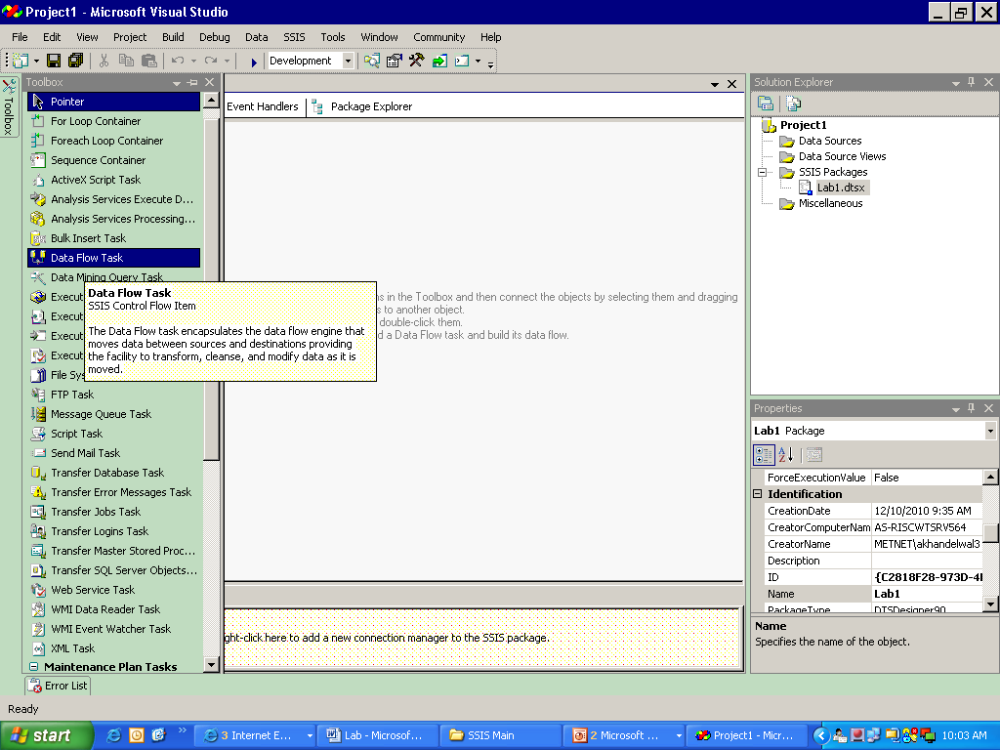 Project1 - Microsoft Visual Studio
File Edit View Project Build Debug Data SSIS Tools Window Community Help
Development
Toolbox
Toolbox
Pointer
For Loop Container
Foreach Loop Container
Sequence Container
ActiveX Script Task
Analysis Services Execute D...
Analysis Services Processing...
Bulk Insert Task
Data Flow Task
Data Mining Query Task
Execut
Execut
Execut
Execut
File Sys
FTP Task
Message Queue Task
Script Task
Send Mail Task
Transfer Database Task
Transfer Error Messages Task
Transfer Jobs Task
Transfer Logins Task
Transfer Master Stored Proc...
Transfer SQL Server Objects...
Web Service Task
WMI Data Reader Task
WMI Event Watcher Task
XML Task
Maintenance Plan Tasks
Data Flow Task
SSIS Control Flow Item
The Data Flow task encapsulates the data flow engine that
moves data between sources and destinations providing
the facility to transform, cleanse, and modify data as it is
moved.
Event Handlers Package Explorer
ns in the Toolbox and then connect the objects by selecting them and dragging
s to another object.
double-click them.
d a Data Flow task and build its data flow.
ght-click here to add a new connection manager to the SSIS package.
Solution Explorer
Project1
Data Sources
Data Source Views
SSIS Packages
Lab1.dtsx
Miscellaneous
Properties
Lab1 Package
ForceExecutionValue False
Identification
CreationDate 12/10/2010 9:35 AM
CreatorComputerNam AS-RISCWTSRV564
CreatorName METNET\akhandelwal3
Description
ID {C2818F28-973D-4
Name Lab1
PackageType DTSDesigner90
Name
Specifies the name of the object.
Error List
Ready
start 3 Internet E... Lab - Microsof... SSIS Main 2 Microsoft ... Project1 - Micr... 10:03 AM